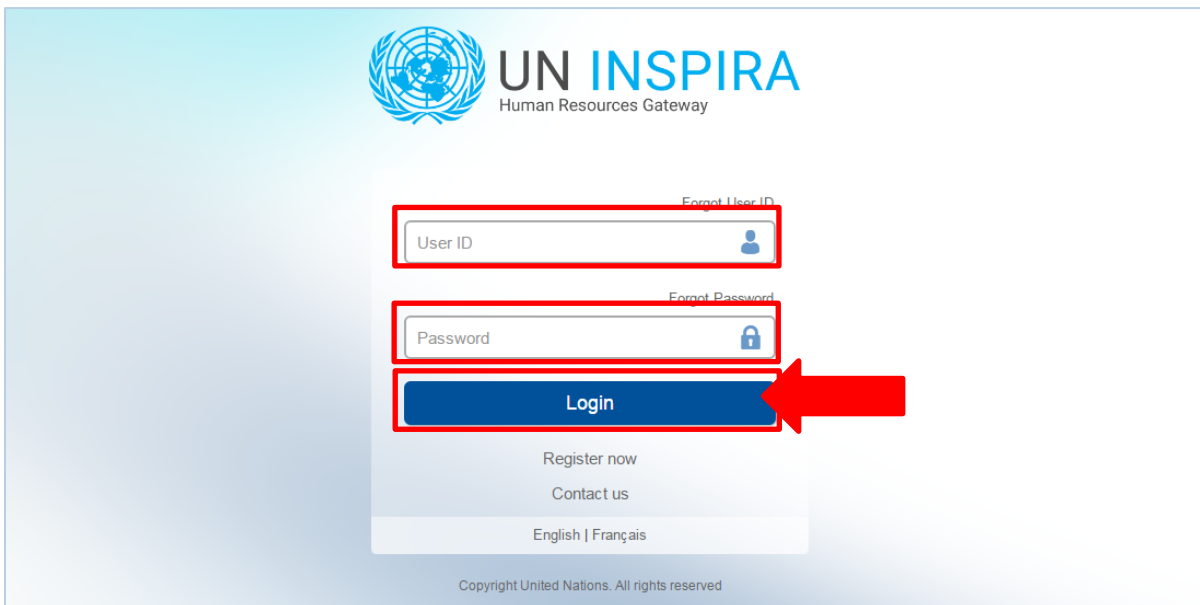 UN INSPIRA
Human Resources Gateway
Forgot User ID
User ID
Forgot Password
Password
Login
Register now
Contact us
English | Français
Copyright United Nations. All rights reserved